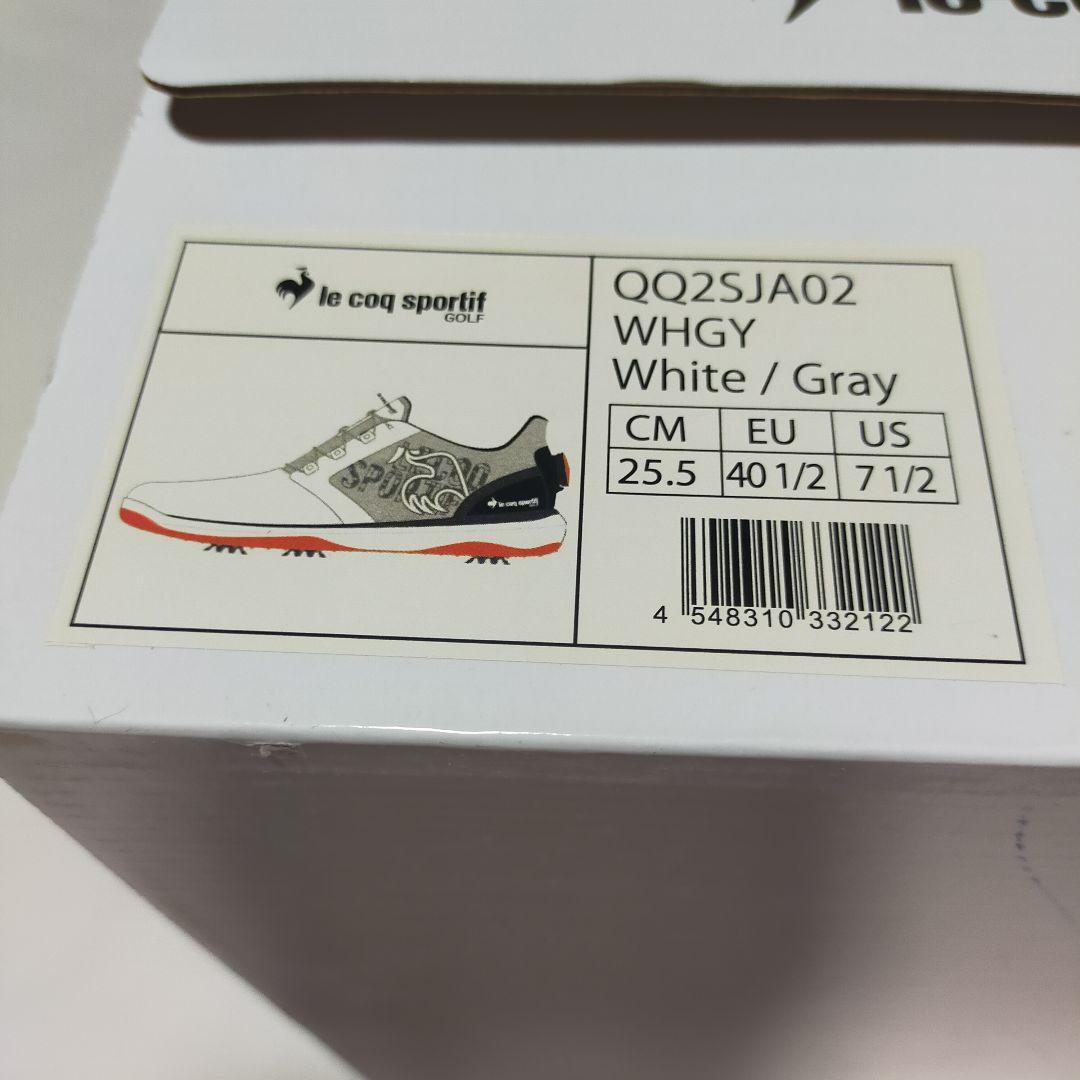 le coq sportif
GOLF
QQ2SJA02
WHGY
White / Gray
CM EU US
25.5 40 1/2 7 1/2
4 548310 332122